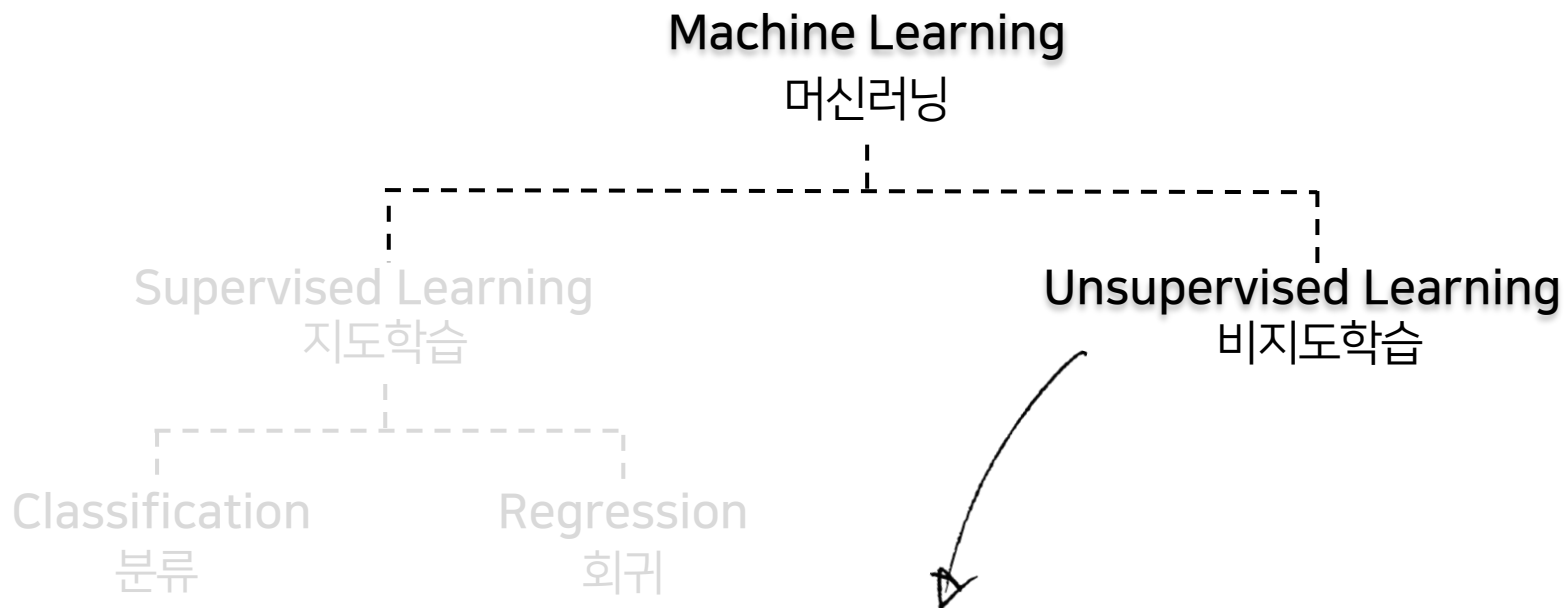 Machine Learning
머신러닝
Supervised Learning
지도학습
Unsupervised Learning
비지도학습
Classification
분류
Regression
회귀